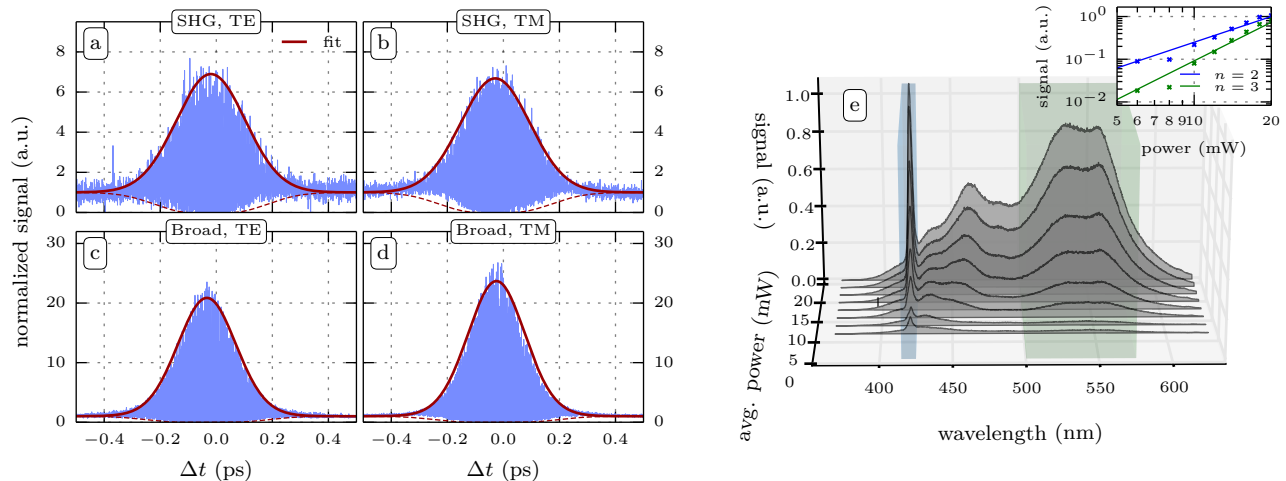 SHG, TE
SHG, TM
a
b
fit
8
6
4
2
0
8
6
4
2
0
normalized signal (a.u.)
Broad, TE
Broad, TM
c
d
30
20
10
0
30
20
10
0
−0.4 −0.2 0.0 0.2 0.4
−0.4 −0.2 0.0 0.2 0.4
Δt (ps)
Δt (ps)
e
1.0
0.8
0.6
0.4
0.2
0.0
signal (a.u.)
20
15
10
5
0
avg. power (mW)
400 450 500 550 600
wavelength (nm)
signal (a.u.)
10⁰
10⁻¹
10⁻²
n = 2
n = 3
5 6 7 8 9 10 20
power (mW)